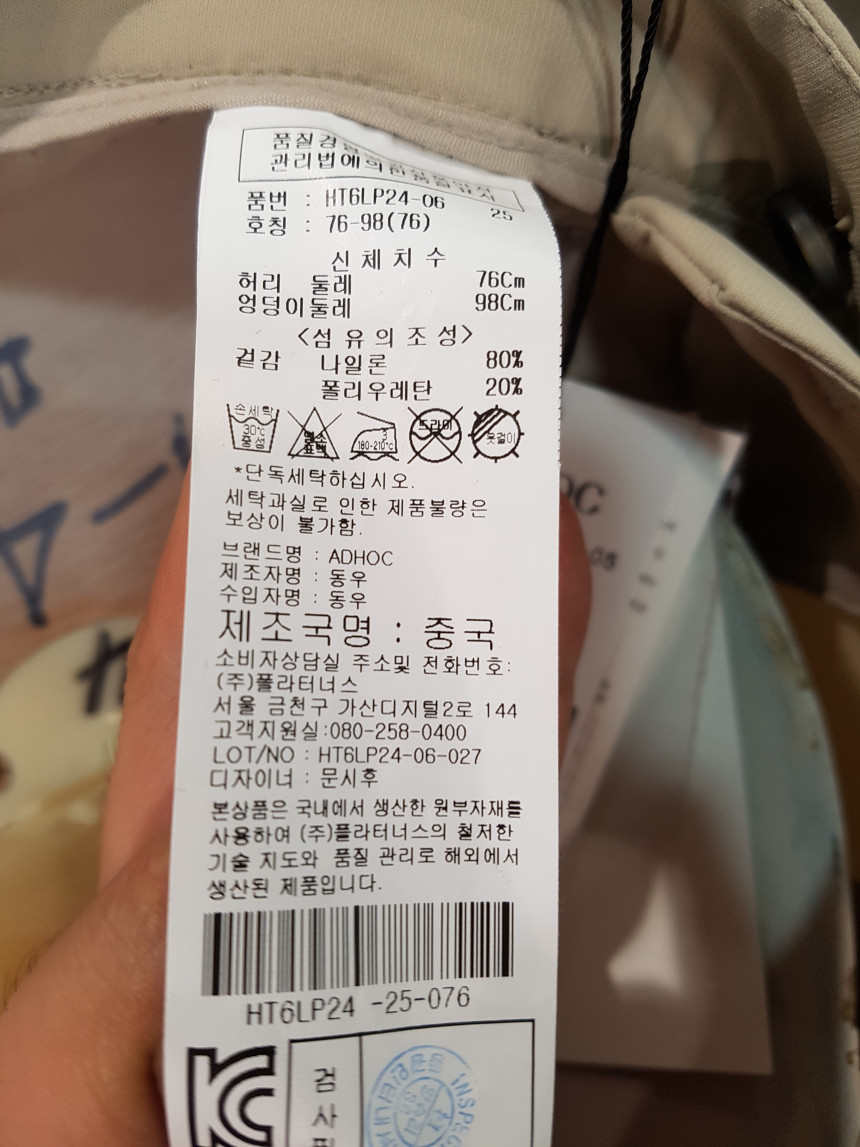 품질경
관리법에의한
품번 : HT6LP24-06
25
호칭 : 76-98(76)
신체치수
허리 둘레 76Cm
엉덩이둘레 98Cm
<섬유의조성>
겉감 나일론 80%
폴리우레탄 20%
손세탁
30℃
중성
염소
표백
3
180-210℃
드라이
옷걸이
*단독세탁하십시오.
세탁과실로 인한 제품불량은
보상이 불가함.
브랜드명 : ADHOC
제조자명 : 동우
수입자명 : 동우
제조국명 : 중국
소비자상담실 주소및 전화번호:
(주)플라터너스
서울 금천구 가산디지털2로 144
고객지원실:080-258-0400
LOT/NO : HT6LP24-06-027
디자이너 : 문시후
본상품은 국내에서 생산한 원부자재를
사용하여 (주)플라터너스의 철저한
기술 지도와 품질 관리로 해외에서
생산된 제품입니다.
HT6LP24 -25-076
검
사